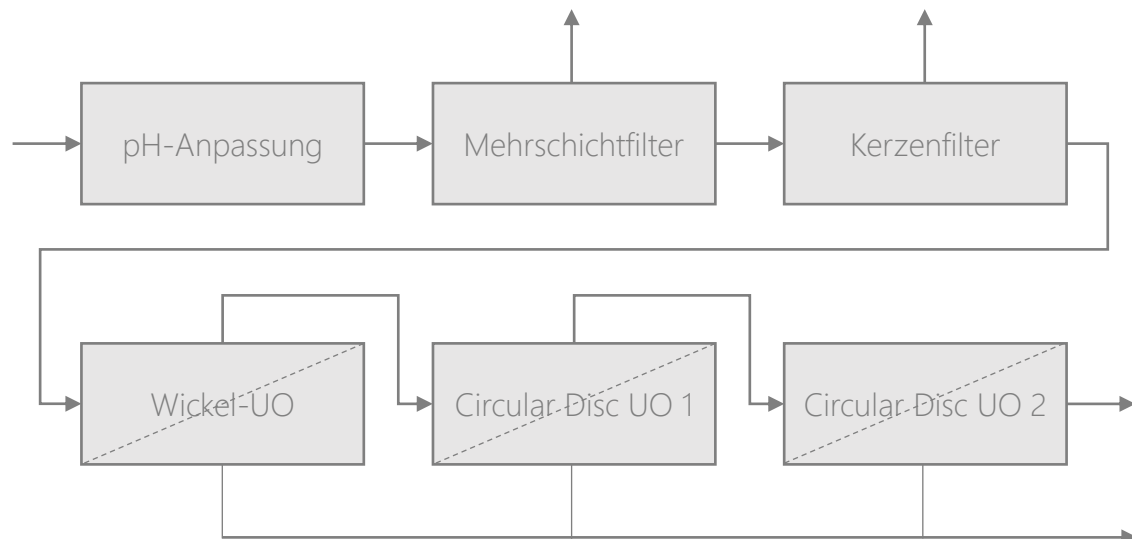 pH-Anpassung
Mehrschichtfilter
Kerzenfilter
Wickel-UO
Circular Disc UO 1
Circular Disc UO 2